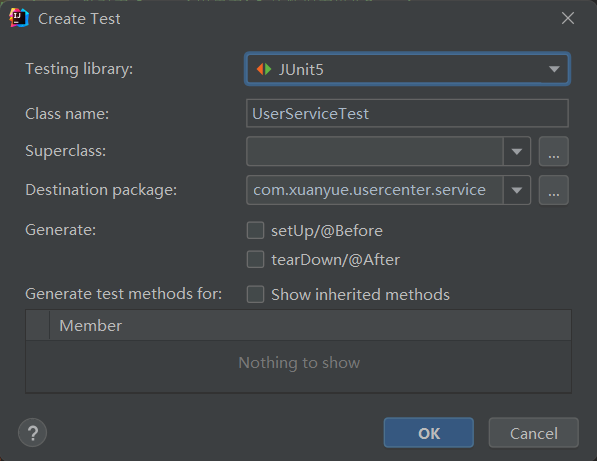 Create Test
Testing library: JUnit5
Class name: UserServiceTest
Superclass: ...
Destination package: com.xuanyue.usercenter.service ...
Generate: setUp/@Before
tearDown/@After
Generate test methods for: Show inherited methods
Member
Nothing to show
? OK Cancel